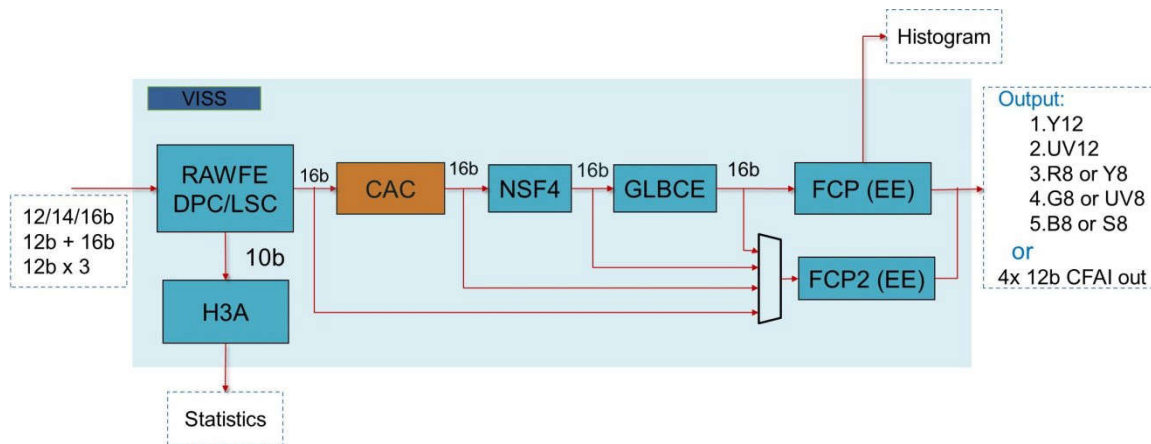 Histogram
VISS
RAWFE
DPC/LSC
16b
CAC
16b
NSF4
16b
GLBCE
16b
FCP (EE)
12/14/16b
12b + 16b
12b x 3
10b
H3A
FCP2 (EE)
Statistics
Output:
1.Y12
2.UV12
3.R8 or Y8
4.G8 or UV8
5.B8 or S8
or
4x 12b CFAI out